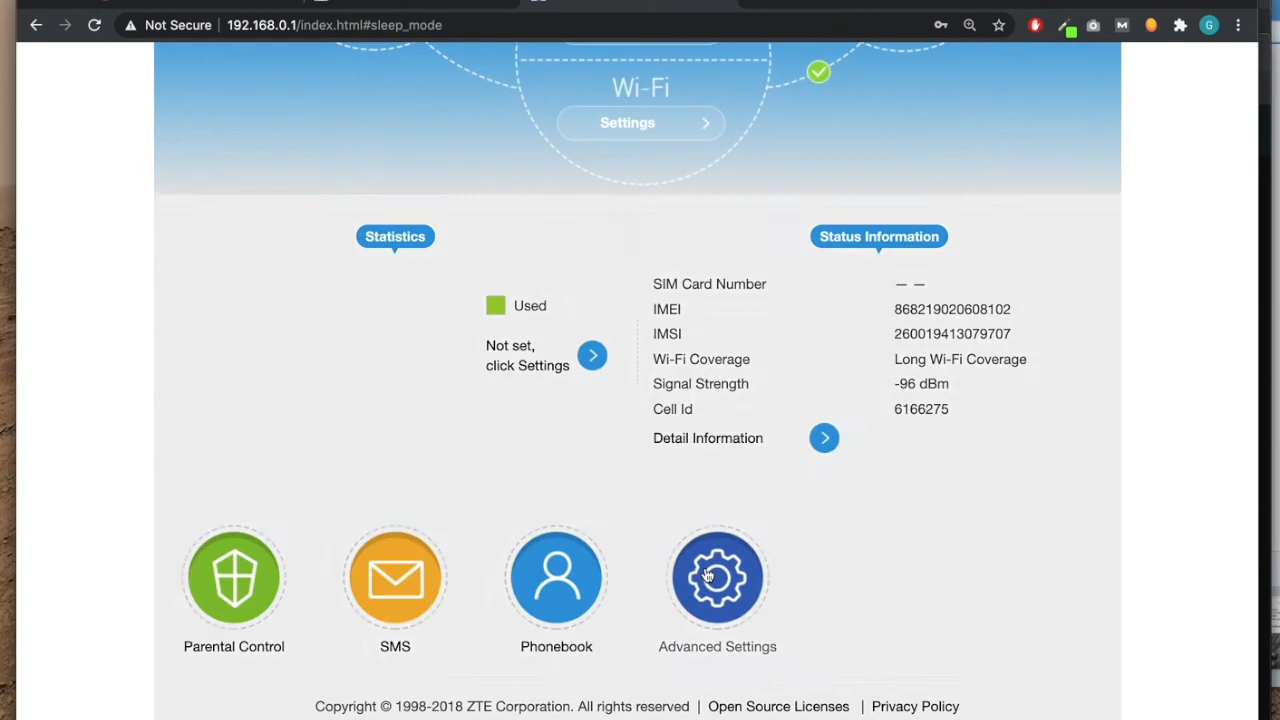 Not Secure | 192.168.0.1/index.html#sleep_mode
M
G
Wi-Fi
Settings
Statistics
Status Information
Used
Not set,
click Settings
SIM Card Number — —
IMEI 868219020608102
IMSI 260019413079707
Wi-Fi Coverage Long Wi-Fi Coverage
Signal Strength -96 dBm
Cell Id 6166275
Detail Information
Parental Control SMS Phonebook Advanced Settings
Copyright © 1998-2018 ZTE Corporation. All rights reserved | Open Source Licenses | Privacy Policy